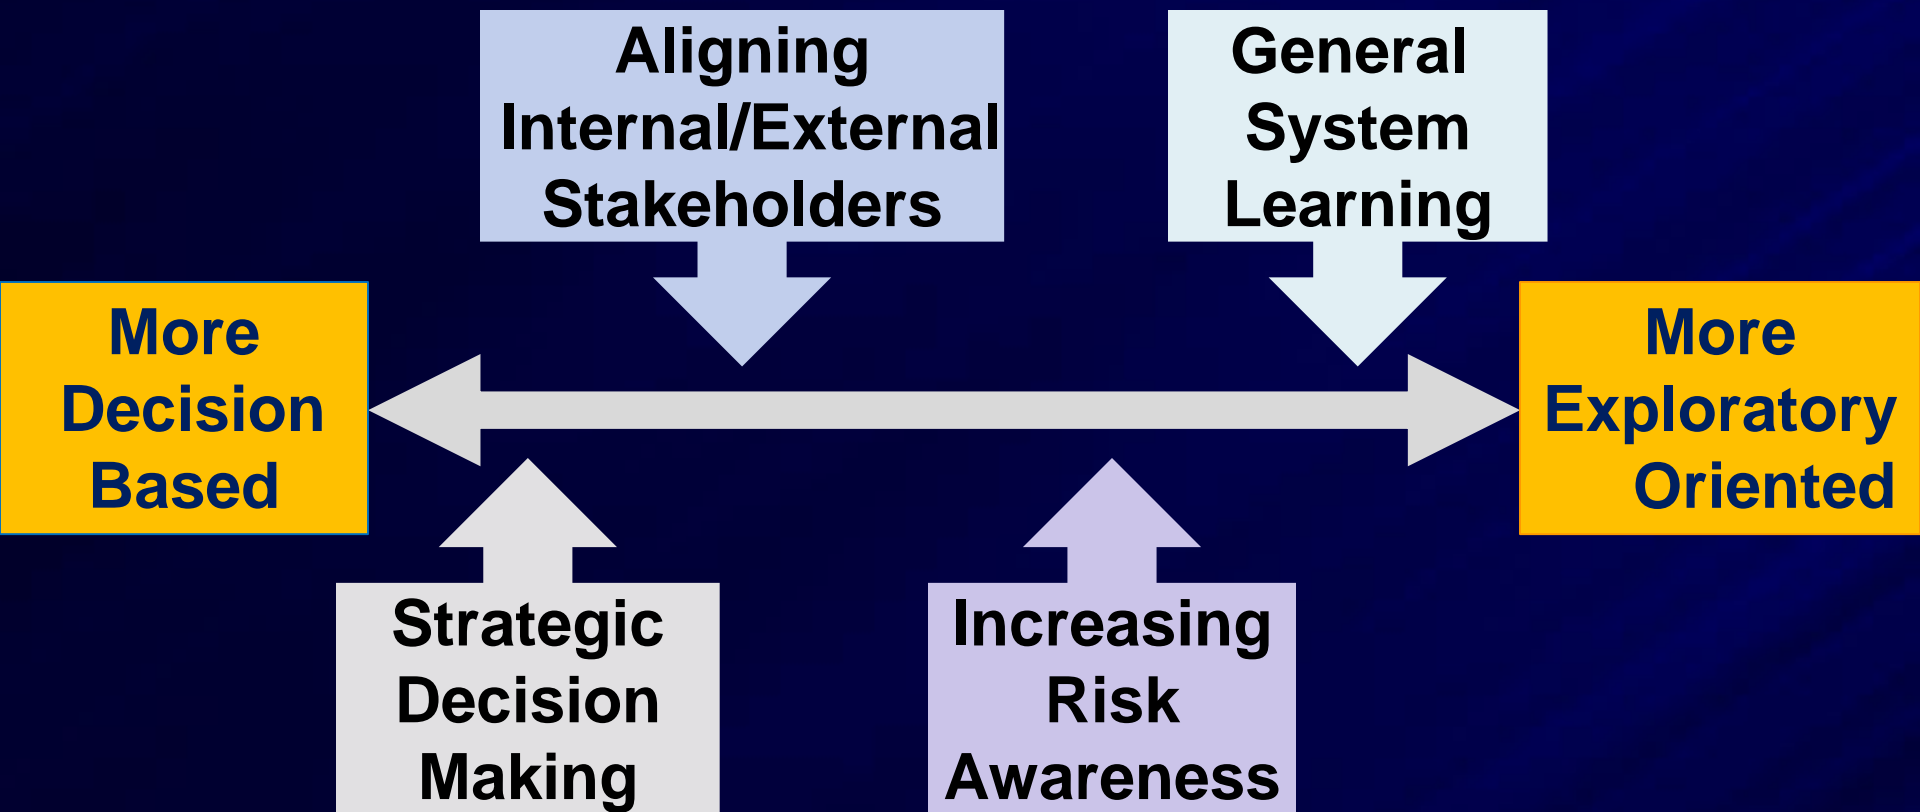 Aligning
Internal/External
Stakeholders
General
System
Learning
More
Decision
Based
More
Exploratory
Oriented
Strategic
Decision
Making
Increasing
Risk
Awareness